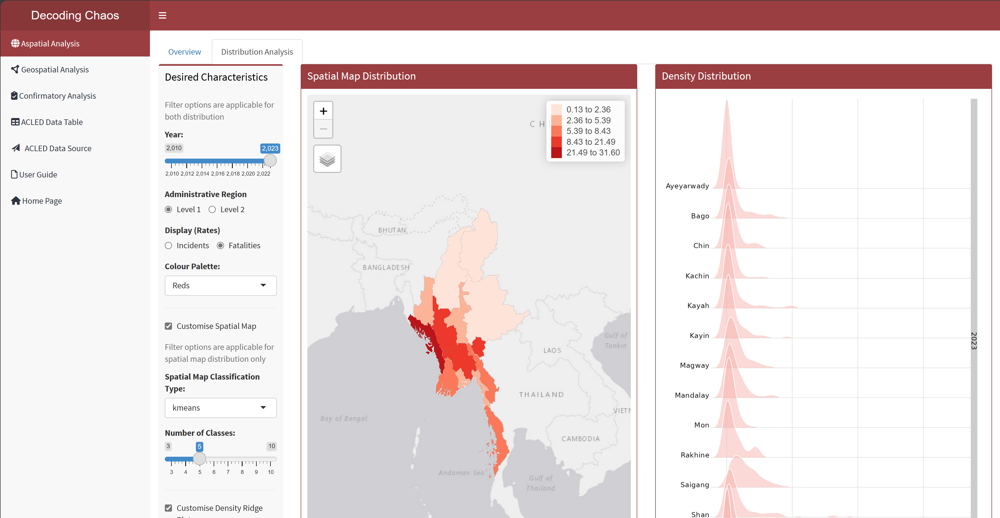 Decoding Chaos
Aspatial Analysis
Geospatial Analysis
Confirmatory Analysis
ACLED Data Table
ACLED Data Source
User Guide
Home Page
Overview
Distribution Analysis
Desired Characteristics
Filter options are applicable for
both distribution
Year:
2,010 2,023
2,010 2,012 2,014 2,016 2,018 2,020 2,022
Administrative Region
Level 1 Level 2
Display (Rates)
Incidents Fatalities
Colour Palette:
Reds
Customise Spatial Map
Filter options are applicable for
spatial map distribution only
Spatial Map Classification
Type:
kmeans
Number of Classes:
3 5 10
3 4 5 6 7 8 9 10
Customise Density Ridge
Spatial Map Distribution
+
−
0.13 to 2.36
2.36 to 5.39
5.39 to 8.43
8.43 to 21.49
21.49 to 31.60
CH
BHUTAN
BANGLADESH
Gulf of
Tonkin
LAOS
THAILAND
VIETN
Bay of Bengal
CAMBODIA
Andaman Sea
Gulf of
Thailand
Density Distribution
Ayeyarwady
Bago
Chin
Kachin
Kayah
Kayin
Magway
Mandalay
Mon
Rakhine
Saigang
Shan
2023